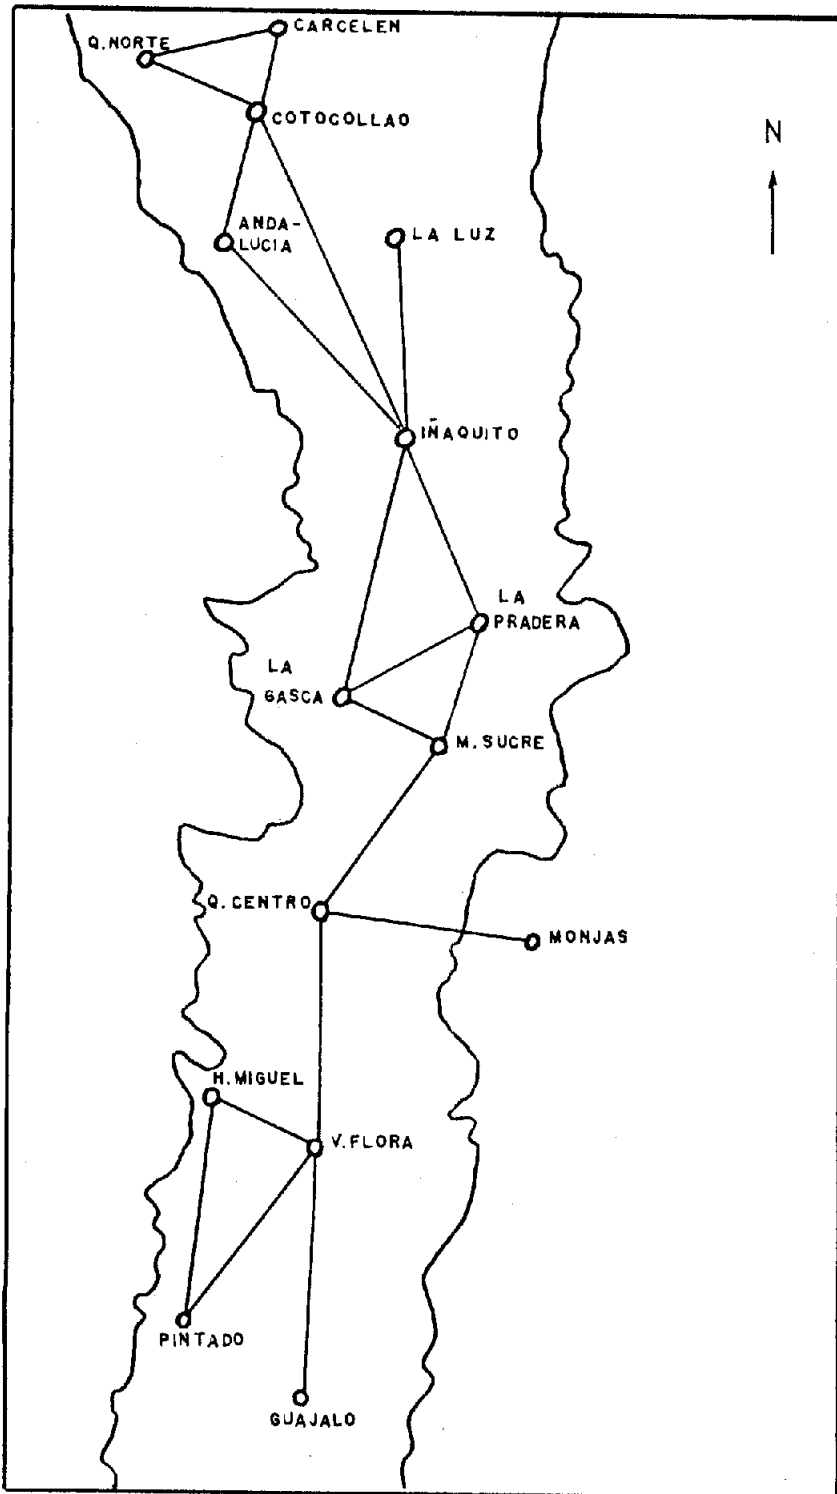 CARCELEN
Q. NORTE
COTOCOLLAO
N
ANDA-
LUCIA
LA LUZ
IÑAQUITO
LA
PRADERA
LA
GASCA
M. SUCRE
Q. CENTRO
MONJAS
H. MIGUEL
V. FLORA
PINTADO
GUAJALO